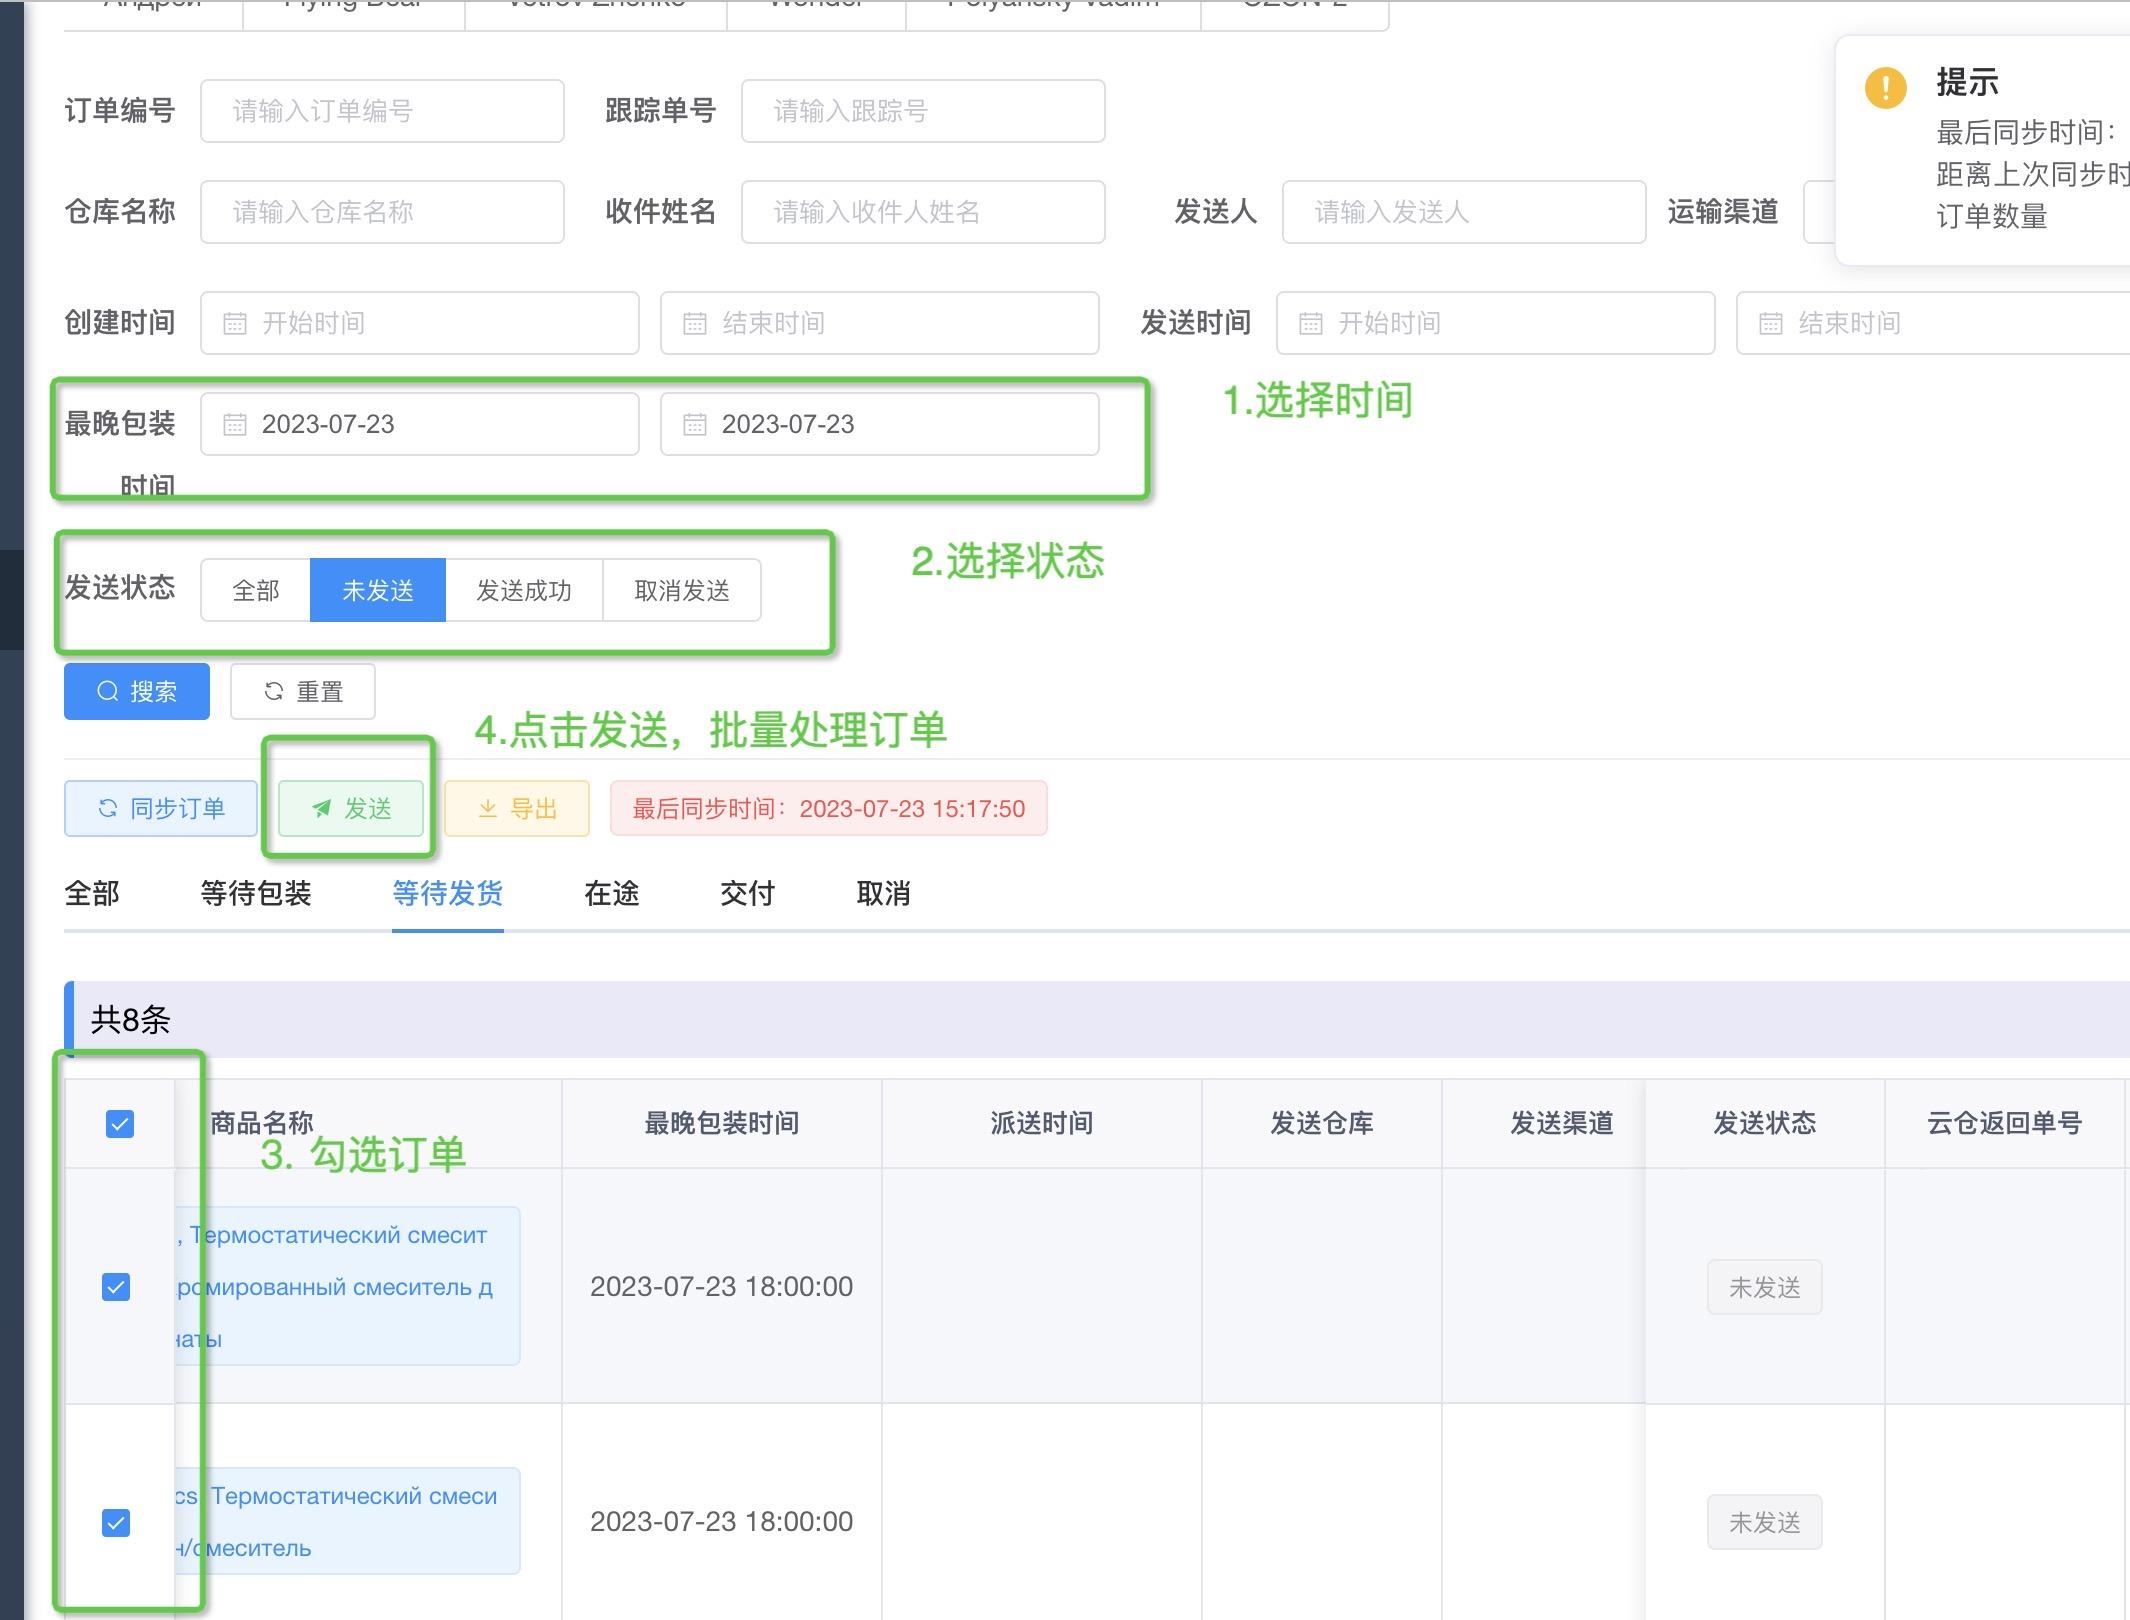 订单编号 请输入订单编号 跟踪单号 请输入跟踪号
提示
最后同步时间：
距离上次同步时
订单数量
仓库名称 请输入仓库名称 收件姓名 请输入收件人姓名 发送人 请输入发送人 运输渠道
创建时间 开始时间 结束时间 发送时间 开始时间 结束时间
1.选择时间
最晚包装时间 2023-07-23 2023-07-23
2.选择状态
发送状态 全部 未发送 发送成功 取消发送
搜索 重置
4.点击发送，批量处理订单
同步订单 发送 导出 最后同步时间：2023-07-23 15:17:50
全部 等待包装 等待发货 在途 交付 取消
共8条
商品名称 最晚包装时间 派送时间 发送仓库 发送渠道 发送状态 云仓返回单号
3. 勾选订单
, Термостатический смесит
ромированный смеситель д
наты
2023-07-23 18:00:00 未发送
cs, Термостатический смеси
н/смеситель
2023-07-23 18:00:00 未发送